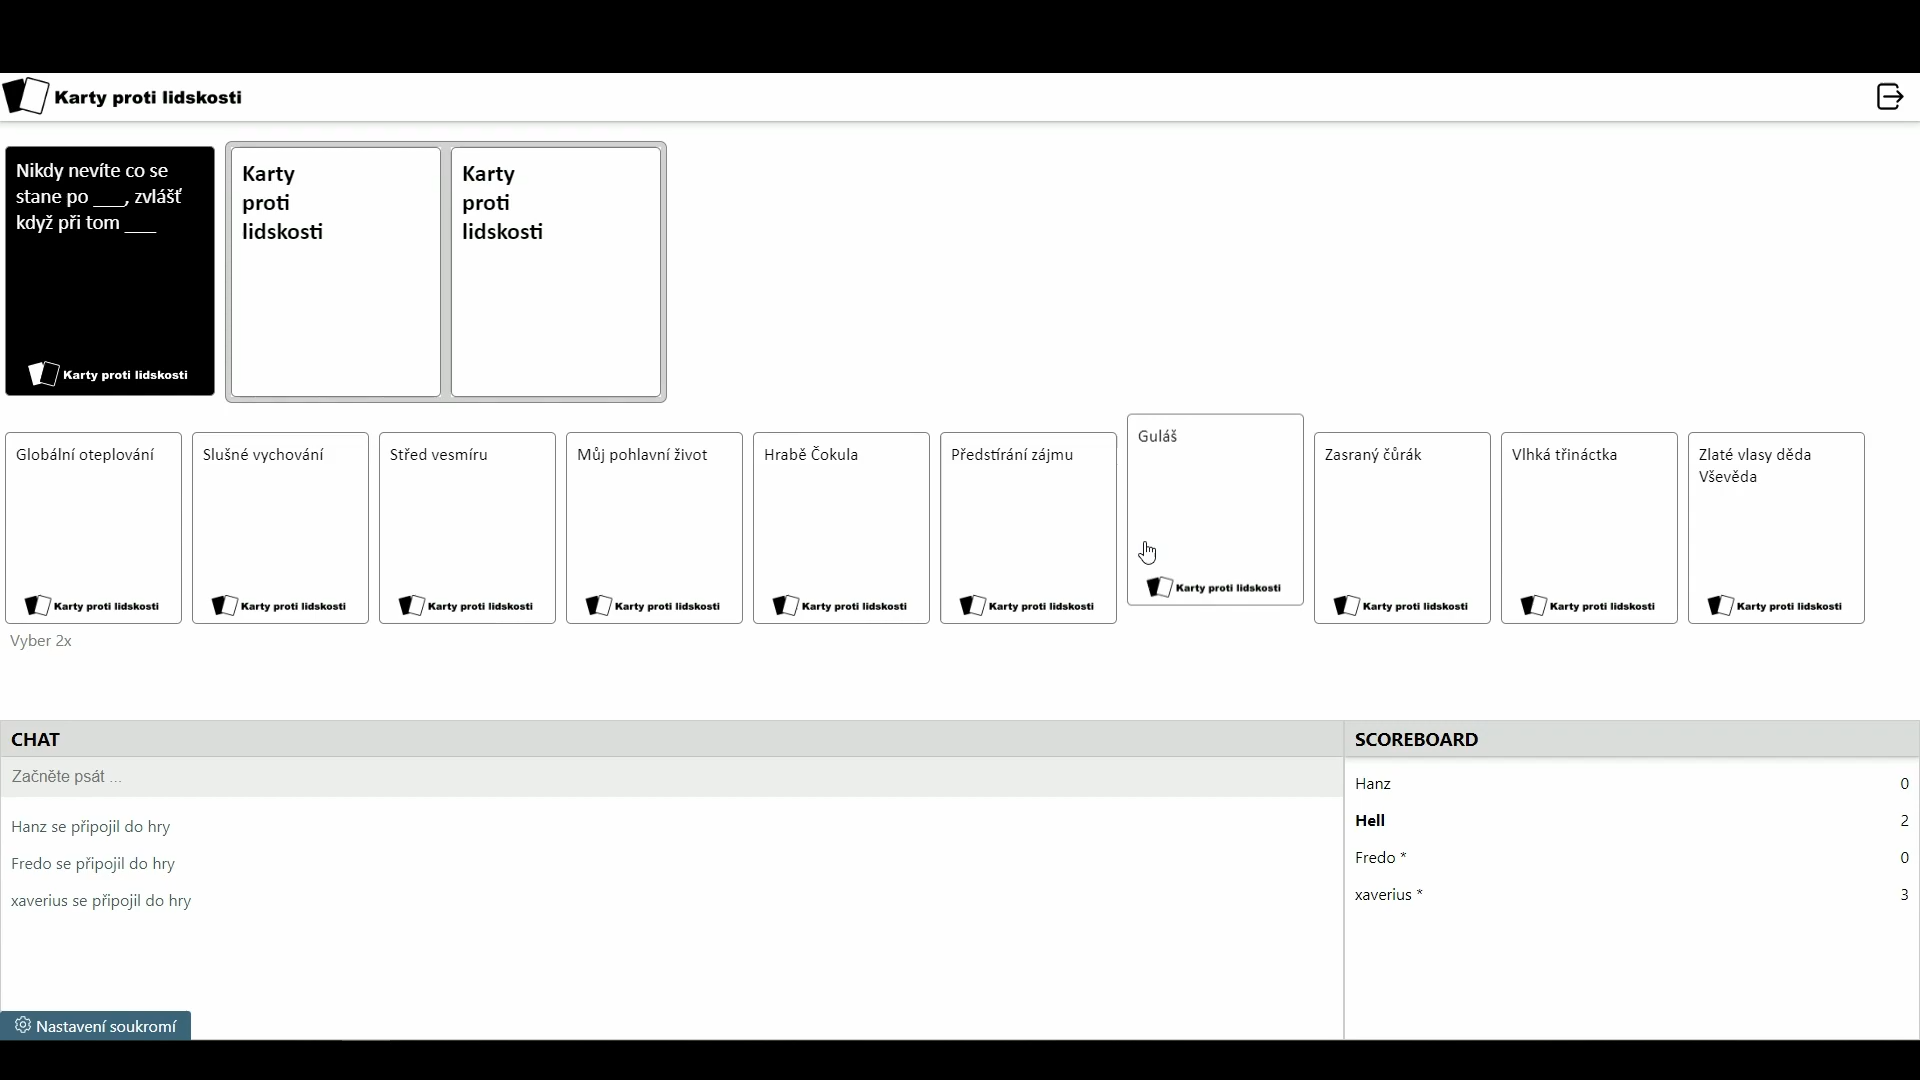 Karty proti lidskosti
Nikdy nevíte co se
stane po ___, zvlášť
když při tom ___
Karty proti lidskosti
Karty
proti
lidskosti
Karty
proti
lidskosti
Globální oteplování
Karty proti lidskosti
Slušné vychování
Karty proti lidskosti
Střed vesmíru
Karty proti lidskosti
Můj pohlavní život
Karty proti lidskosti
Hrabě Čokula
Karty proti lidskosti
Předstírání zájmu
Karty proti lidskosti
Guláš
Karty proti lidskosti
Zasraný čůrák
Karty proti lidskosti
Vlhká třináctka
Karty proti lidskosti
Zlaté vlasy děda
Vševěda
Karty proti lidskosti
Vyber 2x
CHAT
Začněte psát ...
Hanz se připojil do hry
Fredo se připojil do hry
xaverius se připojil do hry
Nastavení soukromí
SCOREBOARD
Hanz 0
Hell 2
Fredo * 0
xaverius * 3